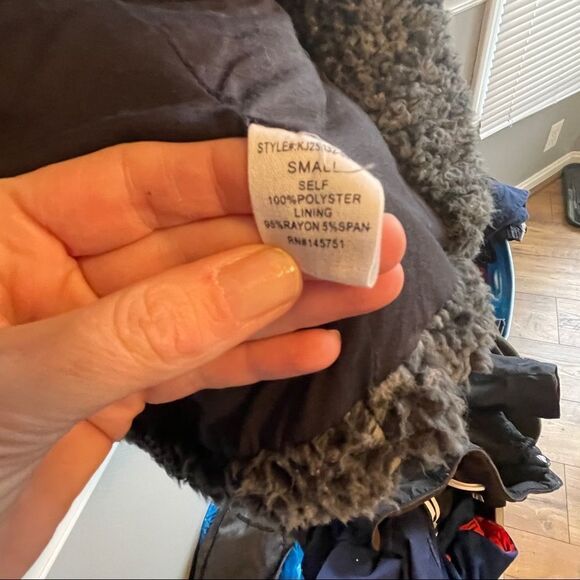 STYLE#:
SMALL
SELF
100%POLYSTER
LINING
95%RAYON 5%SPAN
RN#145751